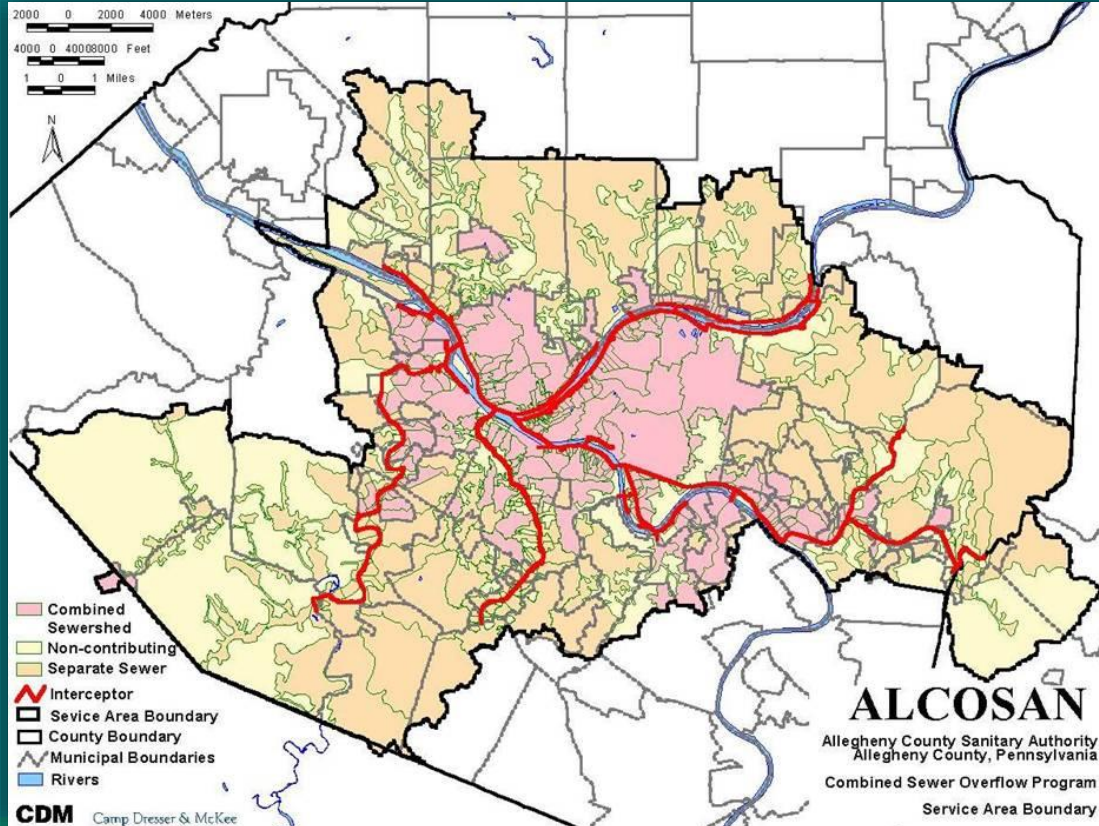 2000 0 2000 4000 Meters
4000 0 40008000 Feet
1 0 1 Miles
N
Combined
Sewershed
Non-contributing
Separate Sewer
Interceptor
Sevice Area Boundary
County Boundary
Municipal Boundaries
Rivers
CDM Camp Dresser & McKee
ALCOSAN
Allegheny County Sanitary Authority
Allegheny County, Pennsylvania
Combined Sewer Overflow Program
Service Area Boundary